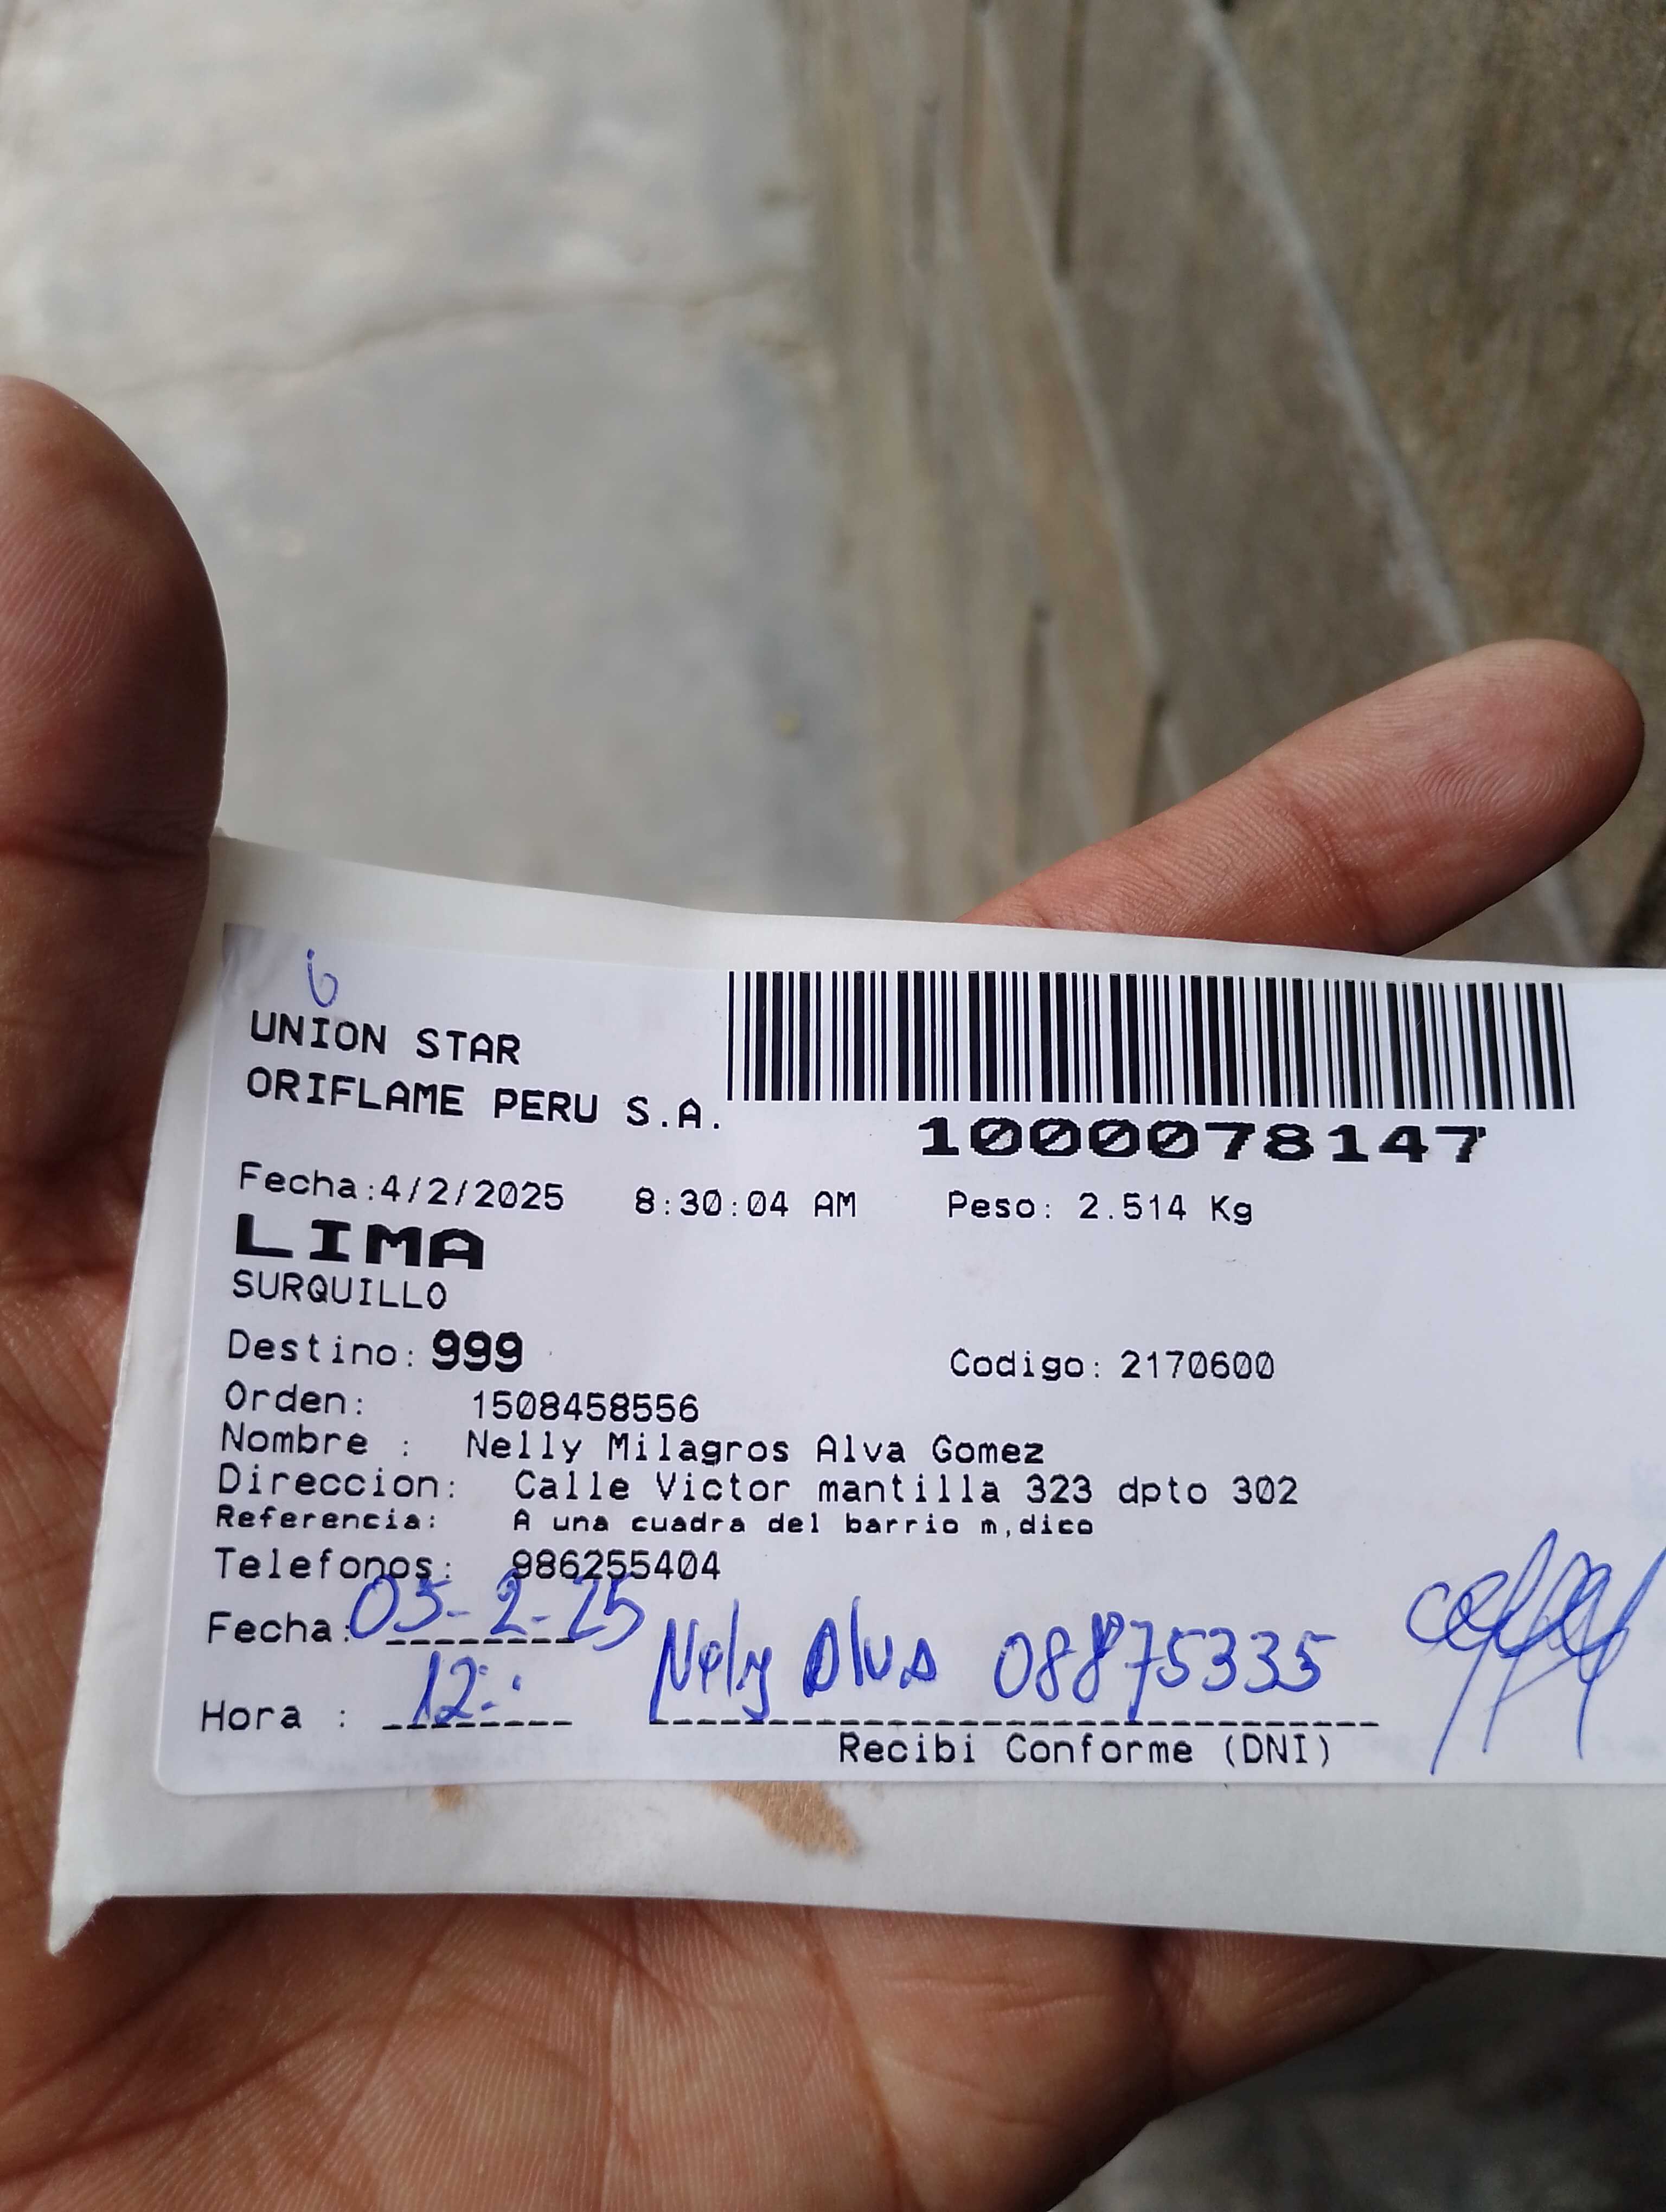 6
UNION STAR
ORIFLAME PERU S.A.
1000078147
Fecha:4/2/2025 8:30:04 AM Peso: 2.514 Kg
LIMA
SURQUILLO
Destino: 999 Codigo: 2170600
Orden: 1508458556
Nombre : Nelly Milagros Alva Gomez
Direccion: Calle Victor mantilla 323 dpto 302
Referencia: A una cuadra del barrio m,dico
Telefonos: 986255404
Fecha: 05-2-25
Nely Alva 08875335
Hora : 12:
Recibi Conforme (DNI)